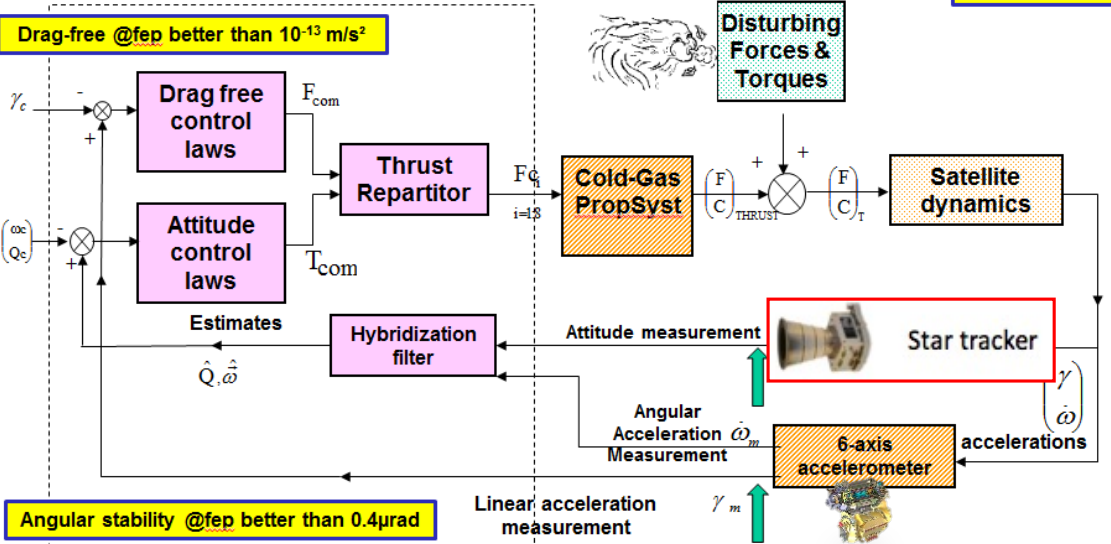 Drag-free @fep better than 10⁻¹³ m/s²
Disturbing
Forces &
Torques
γc
-
+
Drag free
control
laws
Fcom
Thrust
Repartitor
Fci
i=1:8
Cold-Gas
PropSyst
(F C)THRUST
+
+
(F C)T
Satellite
dynamics
(ωc Qc)
-
+
Attitude
control
laws
Tcom
Estimates
Q̂, ω̂
Hybridization
filter
Attitude measurement
Star tracker
(γ ω̇)
Angular
Acceleration ω̇m
Measurement
6-axis
accelerometer
accelerations
Linear acceleration
measurement
γm
Angular stability @fep better than 0.4µrad